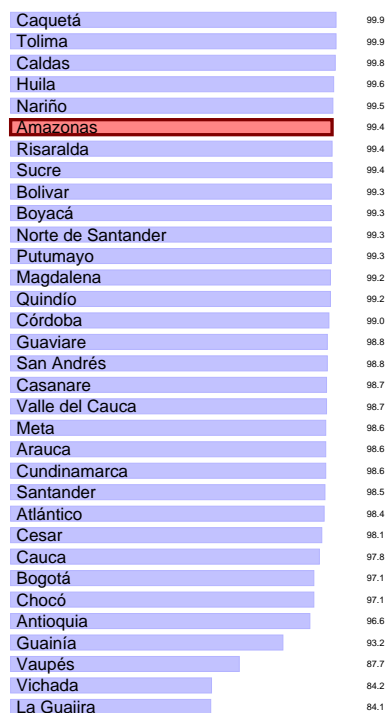 Caquetá 99.9
Tolima 99.9
Caldas 99.8
Huila 99.6
Nariño 99.5
Amazonas 99.4
Risaralda 99.4
Sucre 99.4
Bolivar 99.3
Boyacá 99.3
Norte de Santander 99.3
Putumayo 99.3
Magdalena 99.2
Quindío 99.2
Córdoba 99.0
Guaviare 98.8
San Andrés 98.8
Casanare 98.7
Valle del Cauca 98.7
Meta 98.6
Arauca 98.6
Cundinamarca 98.6
Santander 98.5
Atlántico 98.4
Cesar 98.1
Cauca 97.8
Bogotá 97.1
Chocó 97.1
Antioquia 96.6
Guainía 93.2
Vaupés 87.7
Vichada 84.2
La Guajira 84.1